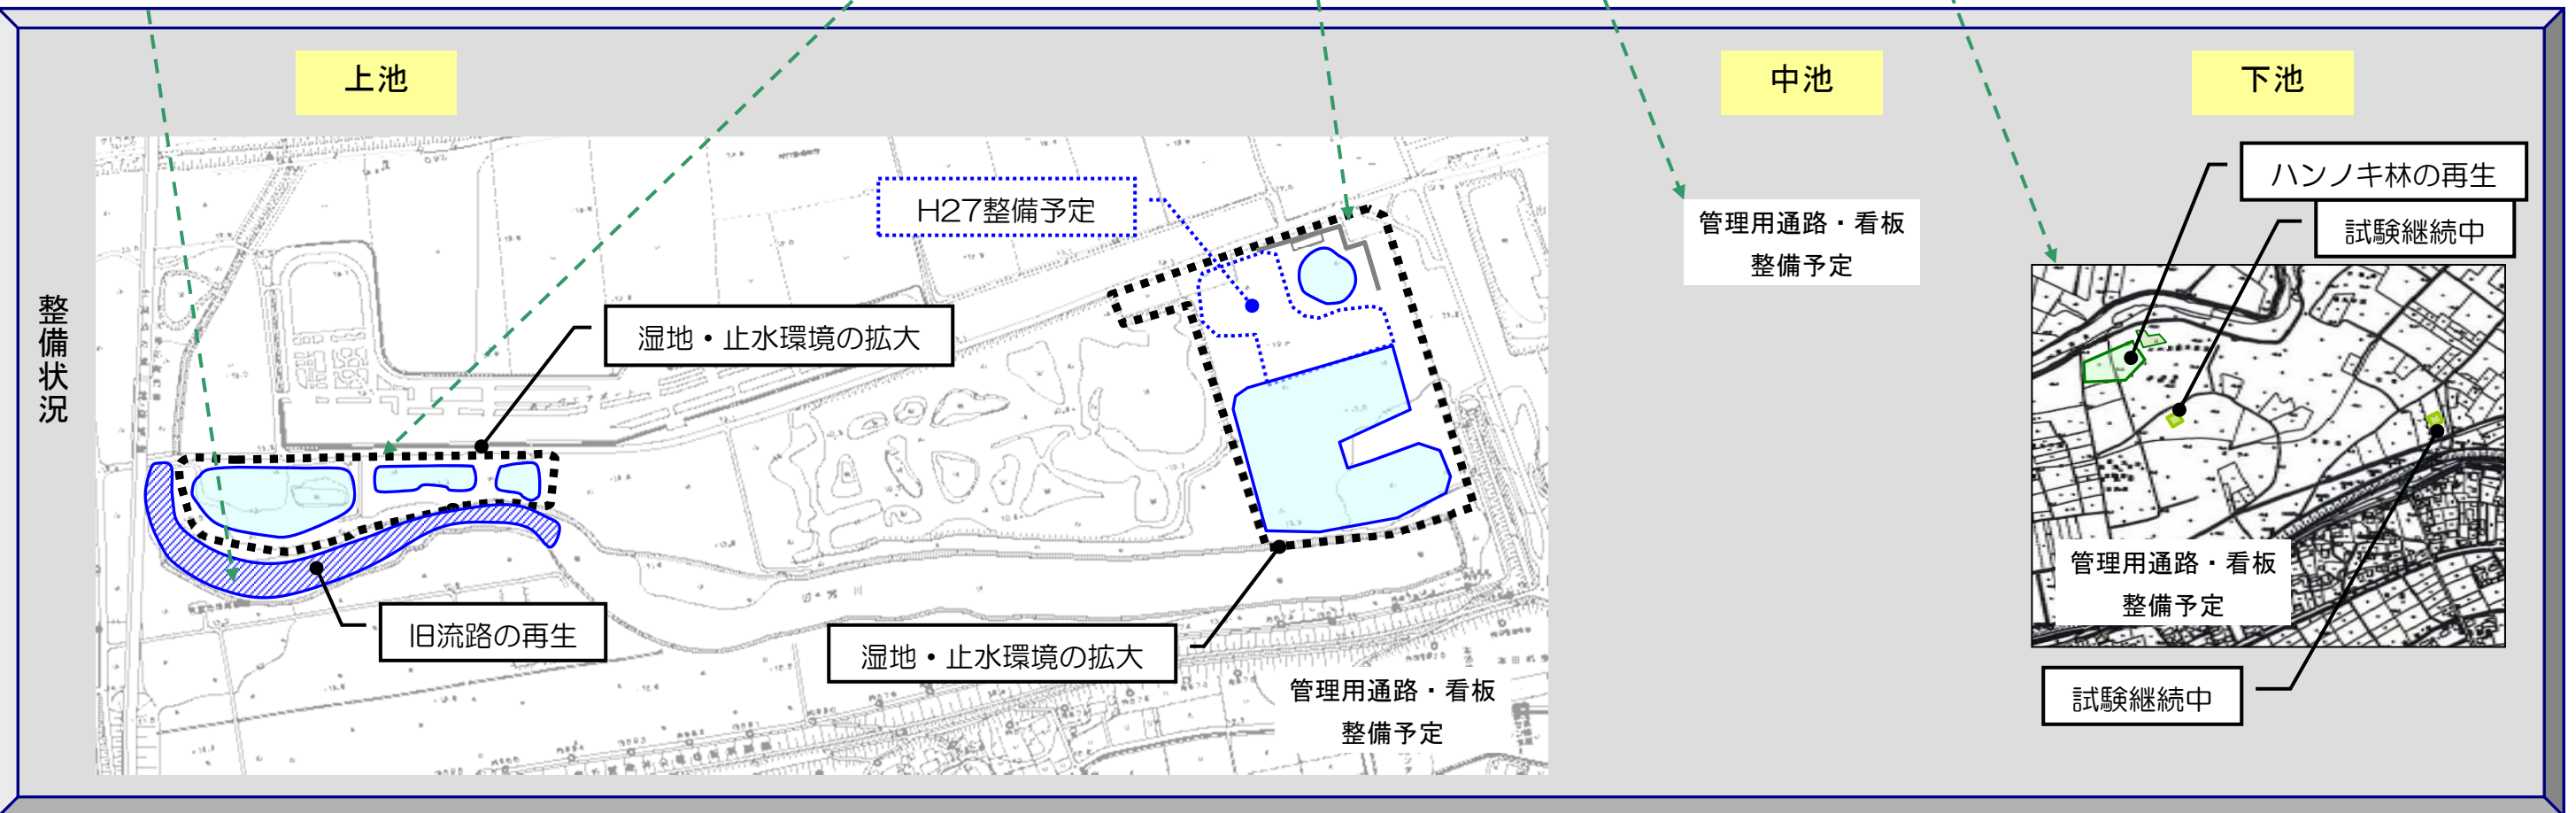 上池
中池
下池
整備状況
H27整備予定
湿地・止水環境の拡大
旧流路の再生
湿地・止水環境の拡大
管理用通路・看板
整備予定
管理用通路・看板
整備予定
ハンノキ林の再生
試験継続中
管理用通路・看板
整備予定
試験継続中